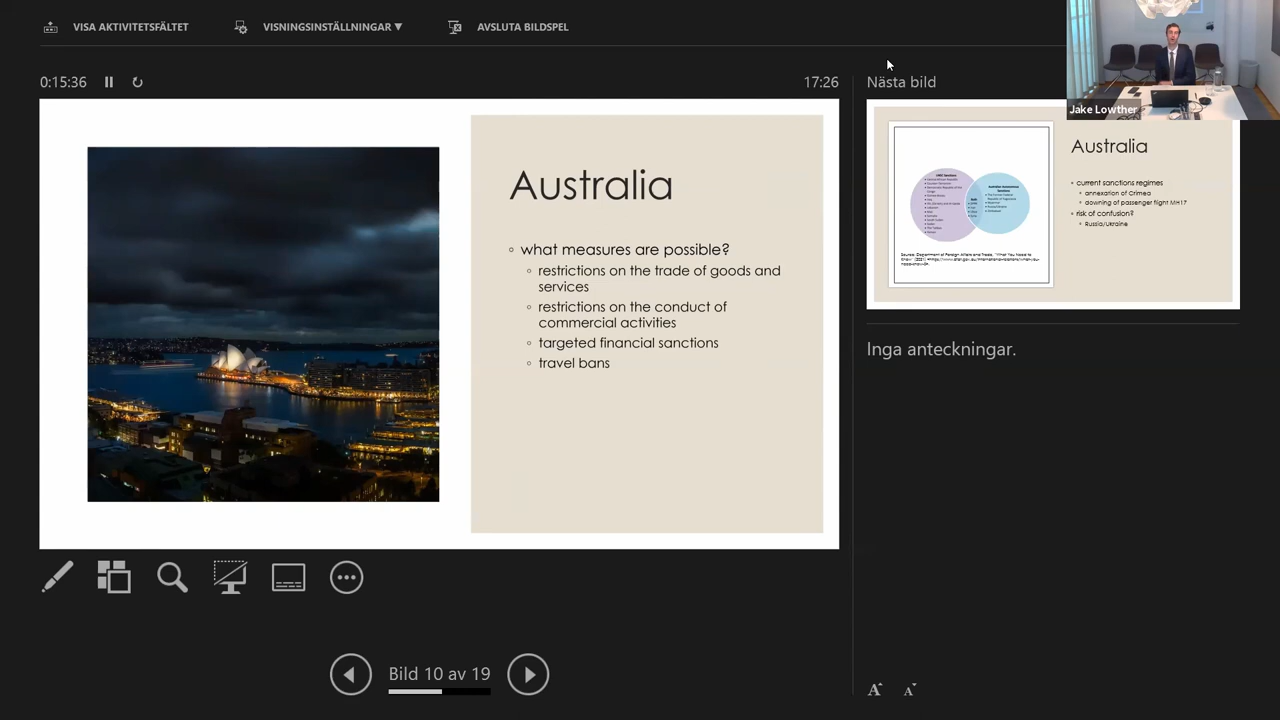 VISA AKTIVITETSFÄLTET
VISNINGSINSTÄLLNINGAR ▼
AVSLUTA BILDSPEL
0:15:36
17:26
Nästa bild
Jake Lowther
Australia
◦ what measures are possible?
◦ restrictions on the trade of goods and
services
◦ restrictions on the conduct of
commercial activities
◦ targeted financial sanctions
◦ travel bans
Australia
• current sanctions regimes
• annexation of Crimea
• downing of passenger flight MH17
• risk of confusion?
• Russia/Ukraine
Inga anteckningar.
Bild 10 av 19
A A